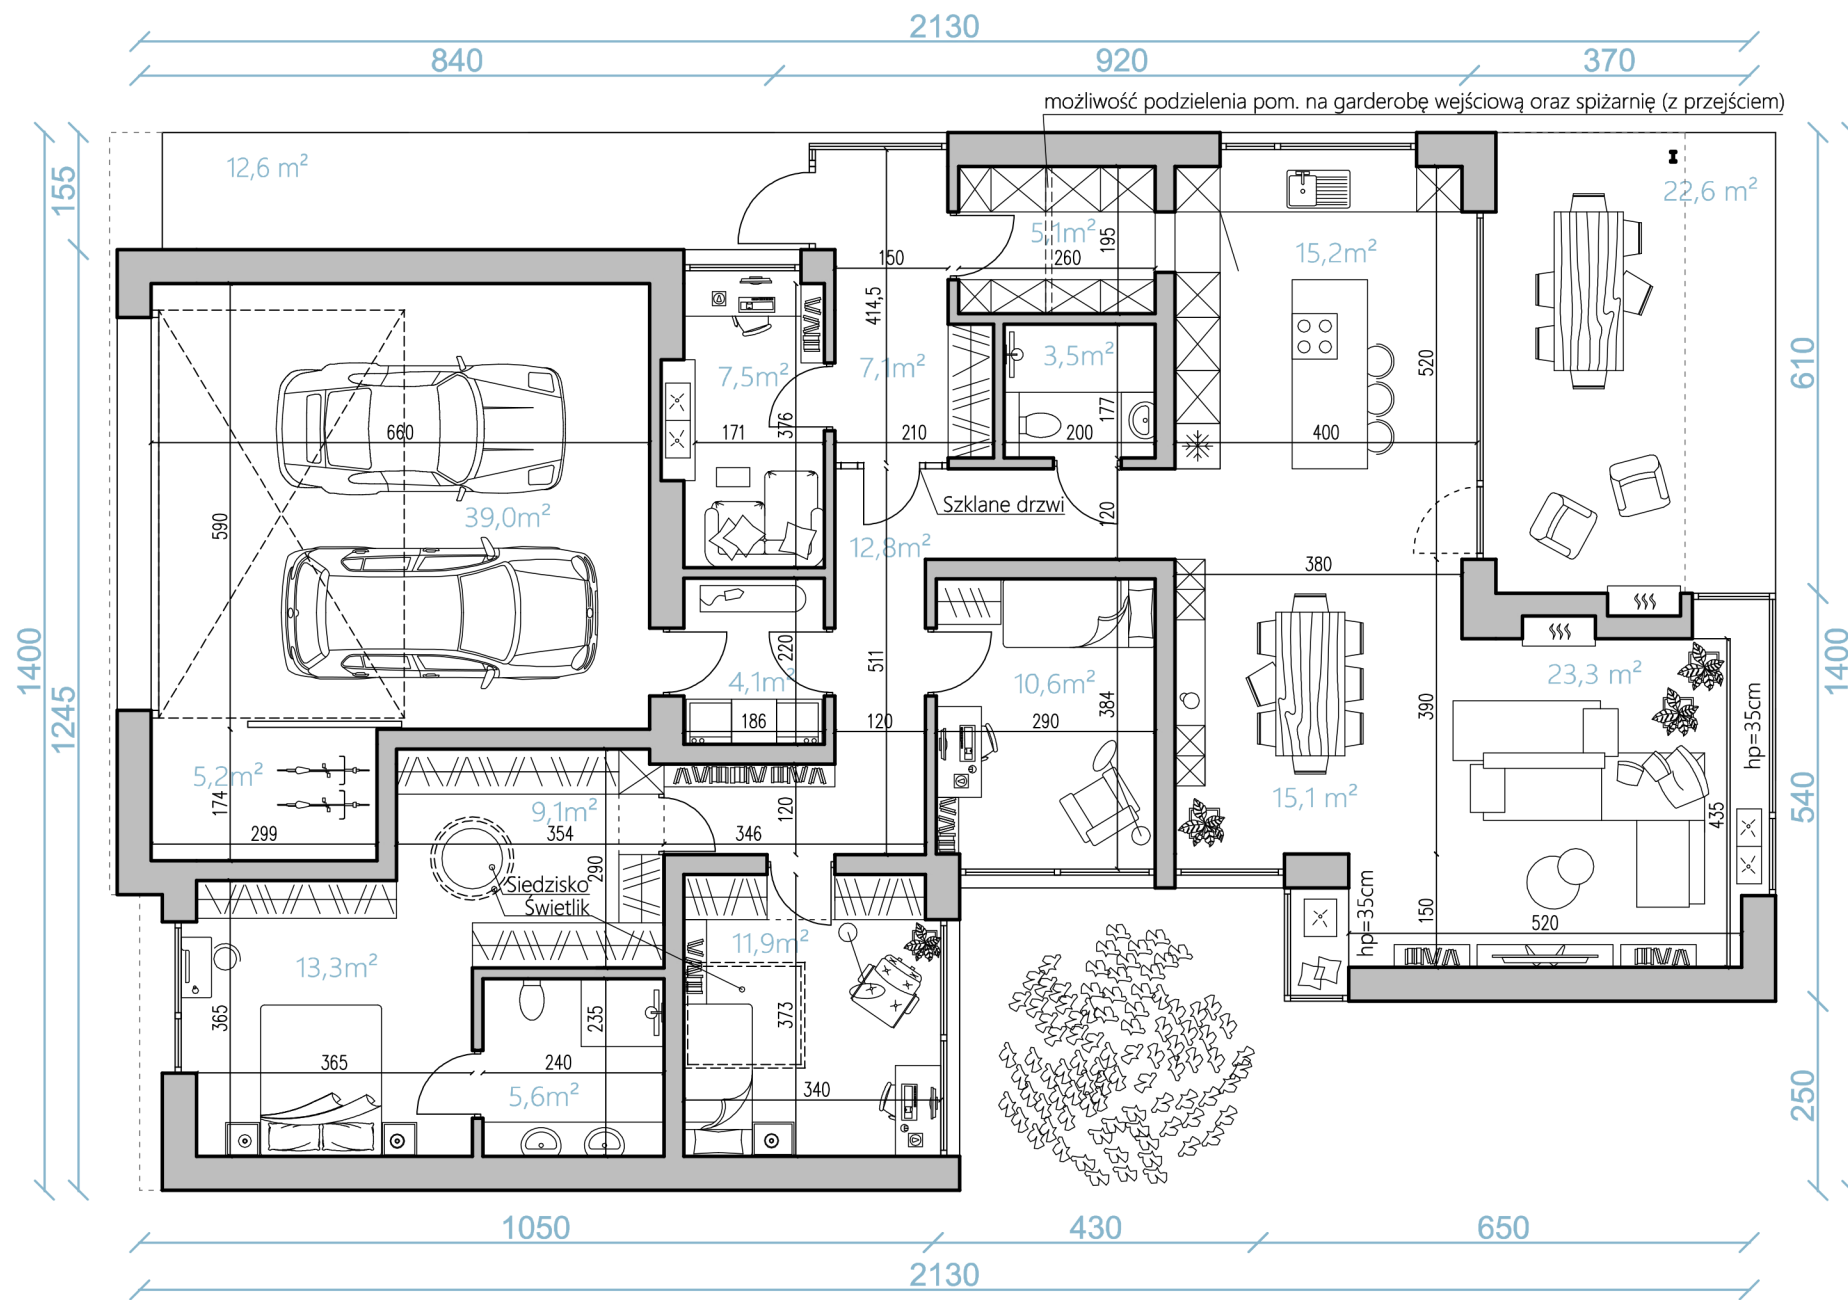 2130
840 920 370
możliwość podzielenia pom. na garderobę wejściową oraz spiżarnię (z przejściem)
12,6 m²
155
22,6 m²
5,1m²
195
15,2m²
150
260
414,5
7,5m²
7,1m²
3,5m²
520
610
376
177
660
171
210
200
400
39,0m²
590
Szklane drzwi
120
12,8m²
380
220
511
4,1m²
10,6m²
384
23,3 m²
1400
1245
1400
390
hp=35cm
186
120
290
5,2m²
174
9,1m²
120
15,1 m²
435
540
299
354
346
290
Siedzisko
Świetlik
hp=35cm
150
520
11,9m²
13,3m²
365
235
373
365
240
5,6m²
340
250
1050 430 650
2130